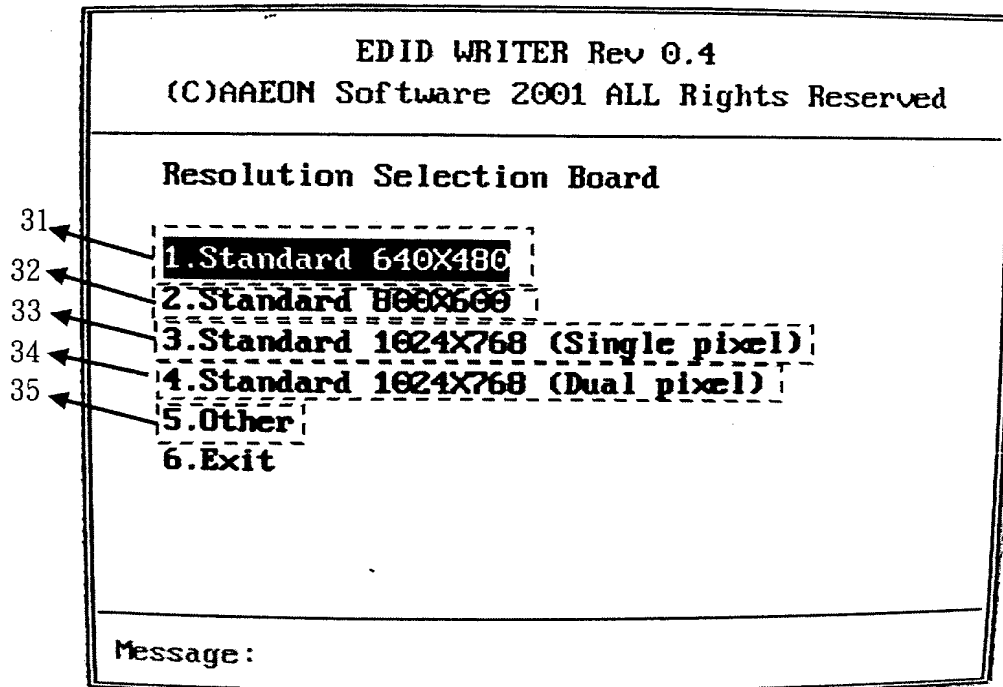 EDID WRITER Rev 0.4
(C)AAEON Software 2001 ALL Rights Reserved
Resolution Selection Board
31
1.Standard 640X480
32
2.Standard 800X600
33
3.Standard 1024X768 (Single pixel)
34
4.Standard 1024X768 (Dual pixel)
35
5.Other
6.Exit
Message: